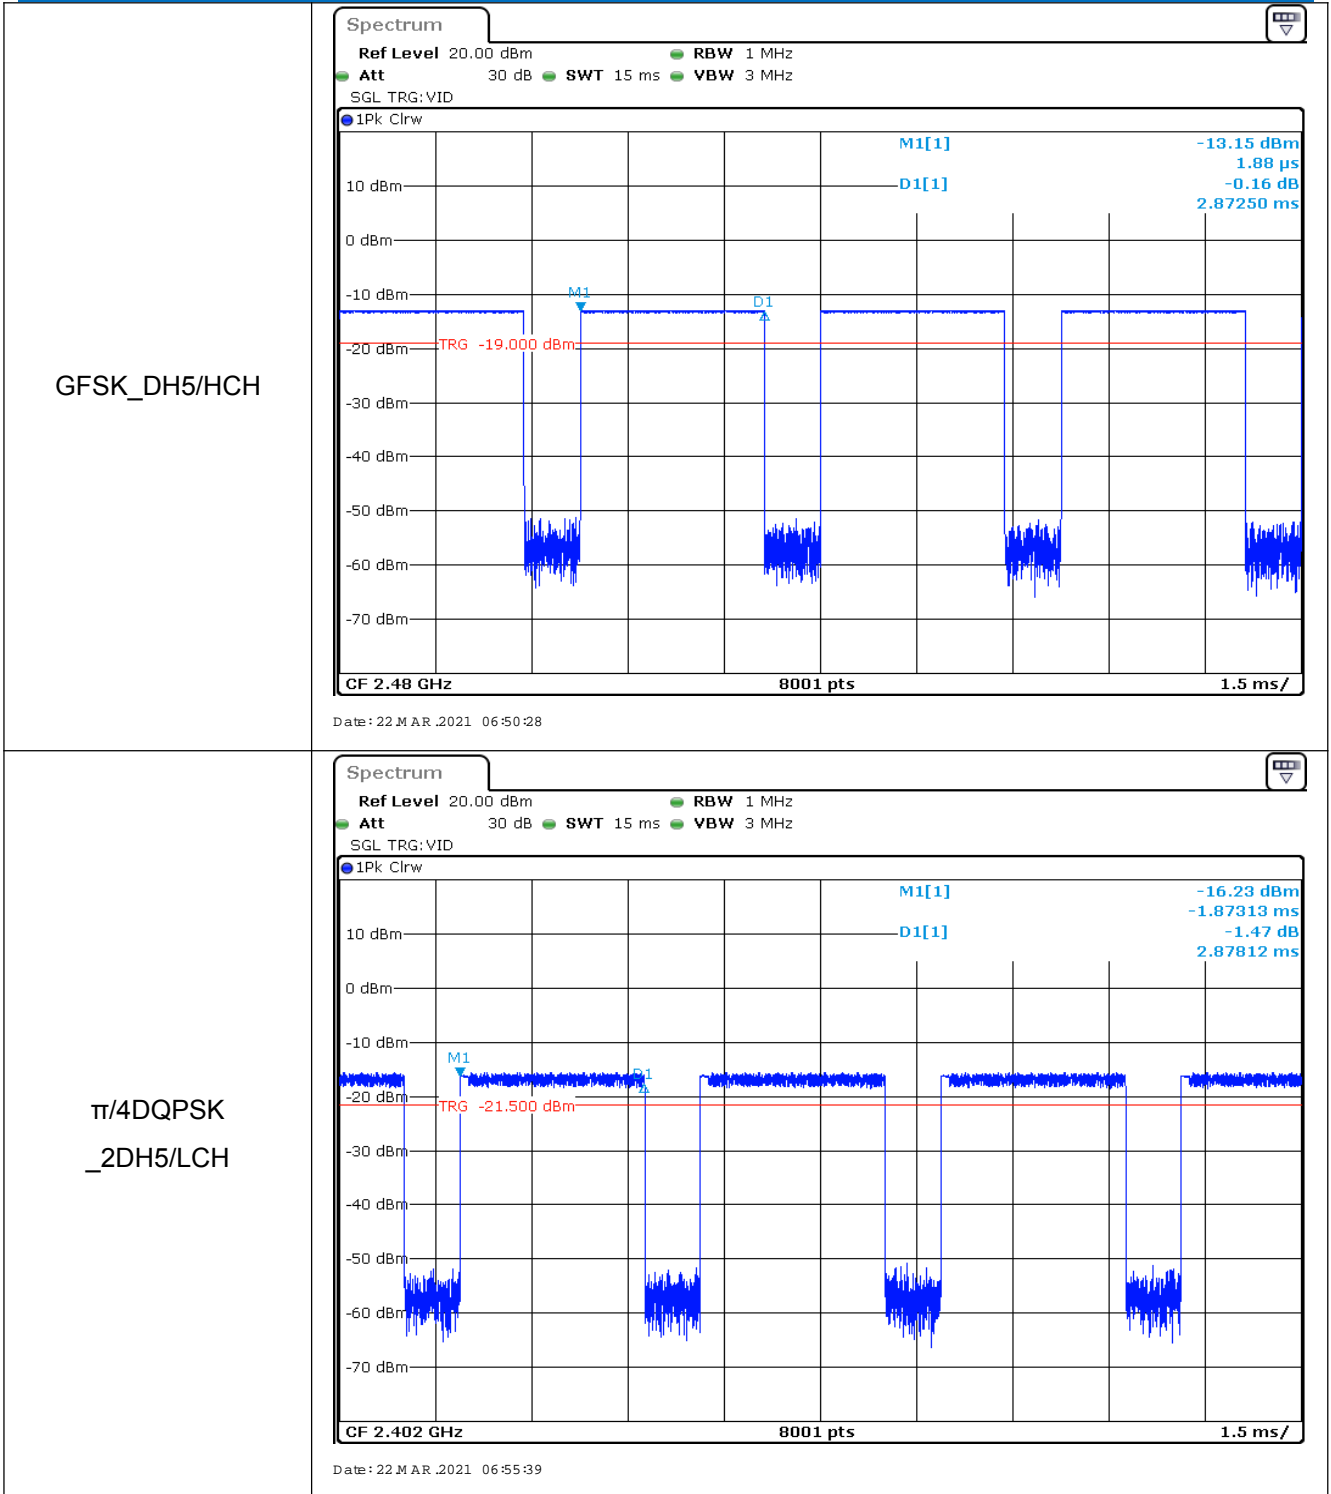 GFSK_DH5/HCH
Spectrum
Ref Level 20.00 dBm RBW 1 MHz
Att 30 dB SWT 15 ms VBW 3 MHz
SGL TRG:VID
1Pk Clrw
M1[1] -13.15 dBm
1.88 µs
10 dBm D1[1] -0.16 dB
2.87250 ms
0 dBm
-10 dBm M1 D1
-20 dBm TRG -19.000 dBm
-30 dBm
-40 dBm
-50 dBm
-60 dBm
-70 dBm
CF 2.48 GHz 8001 pts 1.5 ms/
Date: 22.MAR.2021 06:50:28
π/4DQPSK
_2DH5/LCH
Spectrum
Ref Level 20.00 dBm RBW 1 MHz
Att 30 dB SWT 15 ms VBW 3 MHz
SGL TRG:VID
1Pk Clrw
M1[1] -16.23 dBm
-1.87313 ms
10 dBm D1[1] -1.47 dB
2.87812 ms
0 dBm
-10 dBm
M1 D1
-20 dBm TRG -21.500 dBm
-30 dBm
-40 dBm
-50 dBm
-60 dBm
-70 dBm
CF 2.402 GHz 8001 pts 1.5 ms/
Date: 22.MAR.2021 06:55:39